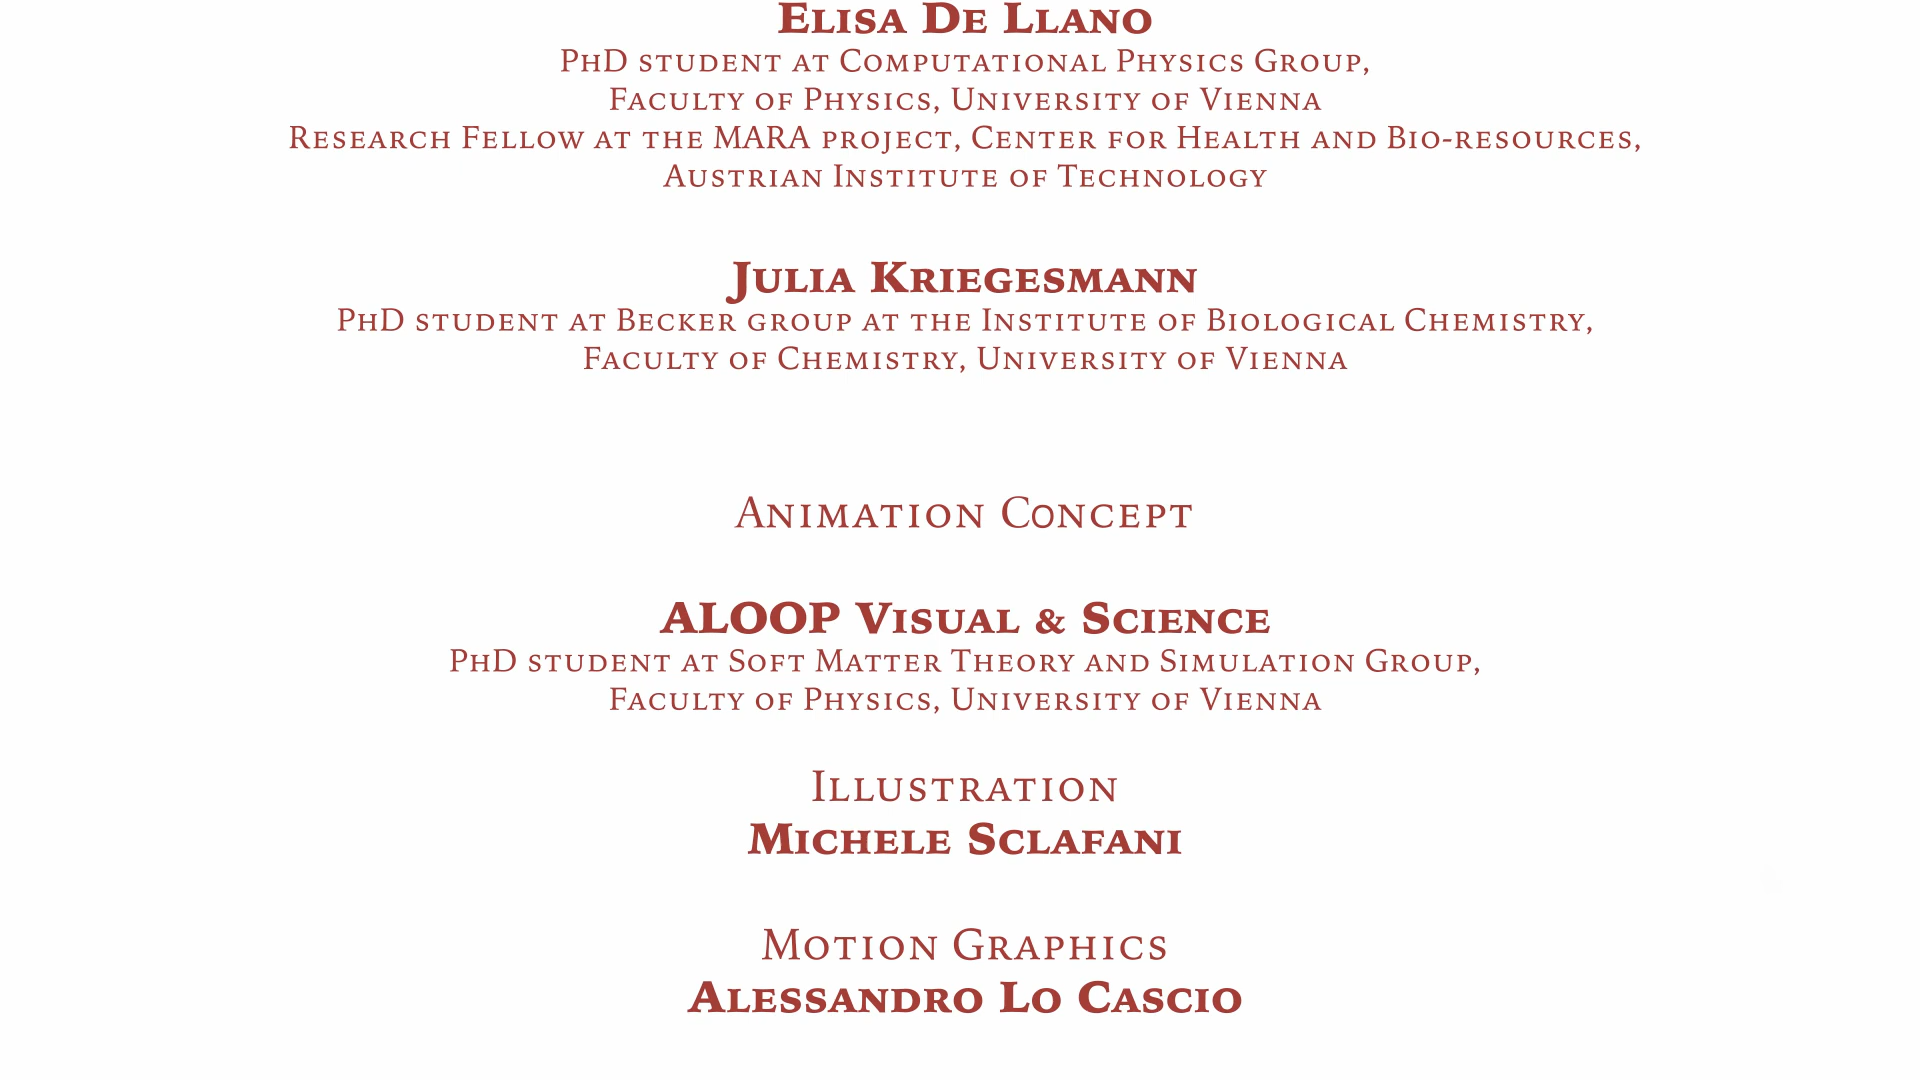 Elisa De Llano
PhD student at Computational Physics Group,
Faculty of Physics, University of Vienna
Research Fellow at the MARA project, Center for Health and Bio-resources,
Austrian Institute of Technology
Julia Kriegesmann
PhD student at Becker group at the Institute of Biological Chemistry,
Faculty of Chemistry, University of Vienna
Animation Concept
ALOOP Visual & Science
PhD student at Soft Matter Theory and Simulation Group,
Faculty of Physics, University of Vienna
Illustration
Michele Sclafani
Motion Graphics
Alessandro Lo Cascio